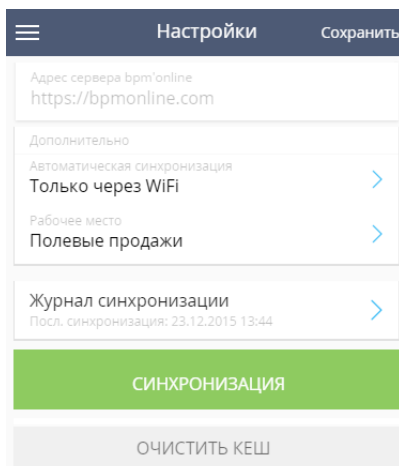 Настройки Сохранить
Адрес сервера bpm'online
https://bpmonline.com
Дополнительно
Автоматическая синхронизация
Только через WiFi
Рабочее место
Полевые продажи
Журнал синхронизации
Посл. синхронизация: 23.12.2015 13:44
СИНХРОНИЗАЦИЯ
ОЧИСТИТЬ КЕШ